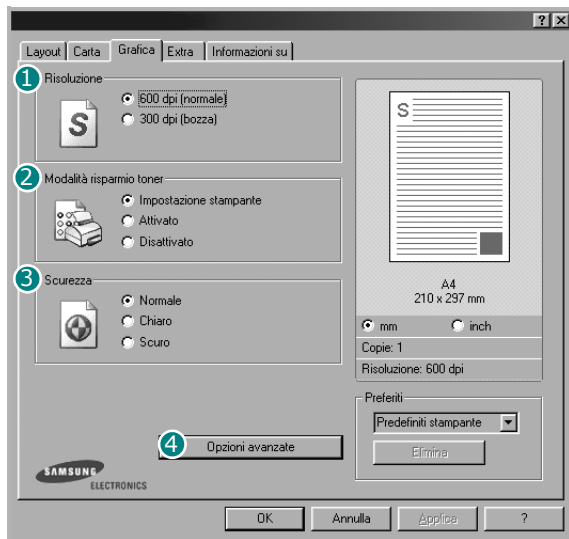 ? ×
Layout Carta Grafica Extra Informazioni su
1 Risoluzione
600 dpi (normale)
300 dpi (bozza)
S
2 Modalità risparmio toner
Impostazione stampante
Attivato
Disattivato
3 Scurezza
Normale
Chiaro
Scuro
4 Opzioni avanzate
S
A4
210 x 297 mm
mm inch
Copie: 1
Risoluzione: 600 dpi
Preferiti
Predefiniti stampante
Elimina
SAMSUNG
ELECTRONICS
OK Annulla Applica ?